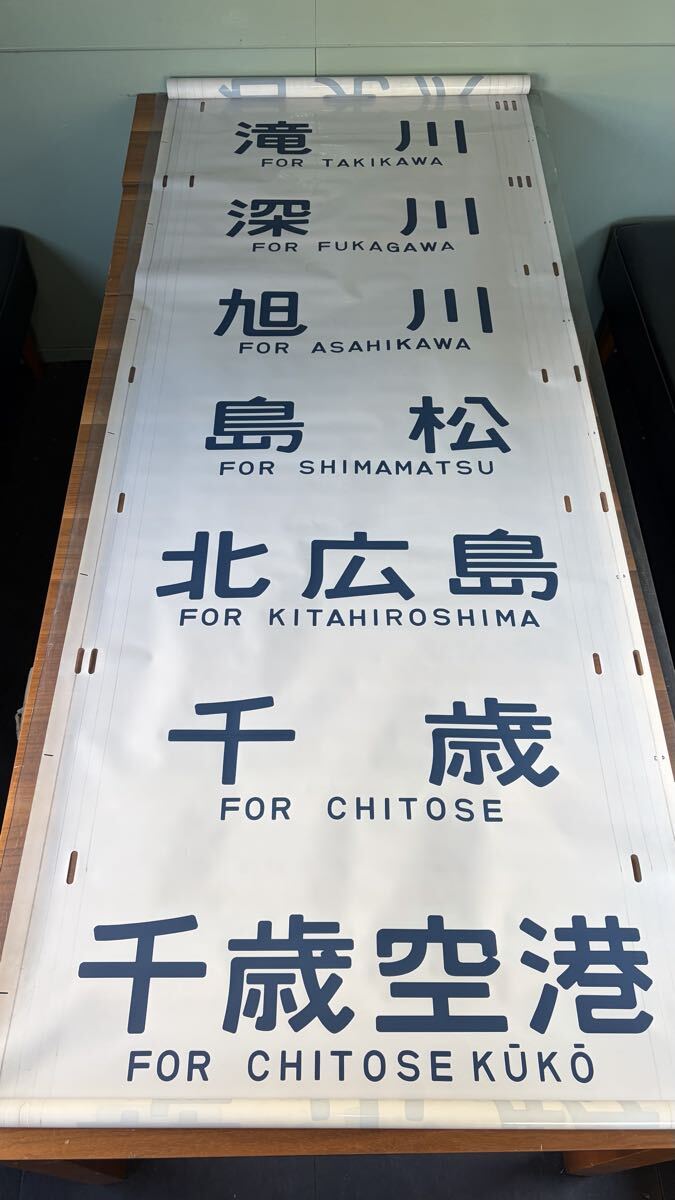 滝川
FOR TAKIKAWA
深川
FOR FUKAGAWA
旭川
FOR ASAHIKAWA
島松
FOR SHIMAMATSU
北広島
FOR KITAHIROSHIMA
千歳
FOR CHITOSE
千歳空港
FOR CHITOSE KŪKŌ